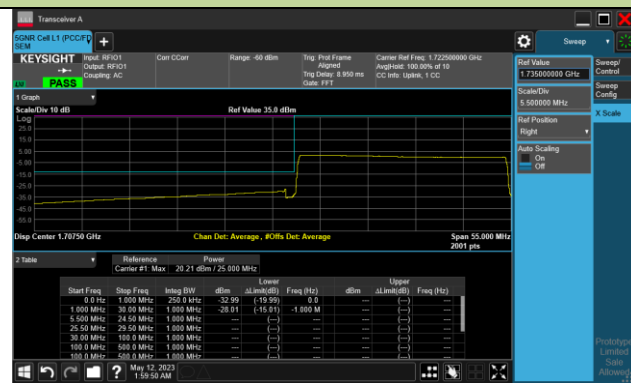 Transceiver A
5GNR Cell L1 (PCC/F
SEM
Sweep
KEYSIGHT
Input: RFIO1
Output: RFIO1
Coupling: AC
Corr CCorr
Range: -60 dBm
Trig: Prot Frame
Aligned
Trig Delay: 8.950 ms
Gate: FFT
Carrier Ref Freq: 1.722500000 GHz
AvgHold: 100.00% of 10
CC Info: Uplink, 1 CC
PASS
Ref Value
1.735000000 GHz
Scale/Div
5.500000 MHz
Ref Position
Right
Auto Scaling
On
Off
Sweep/
Control
Sweep
Config
X Scale
1 Graph
Scale/Div 10 dB
Ref Value 35.0 dBm
Log
25.0
15.0
5.00
-5.00
-15.0
-25.0
-35.0
-45.0
-55.0
Disp Center 1.70750 GHz
Chan Det: Average , #Offs Det: Average
Span 55.000 MHz
2001 pts
2 Table
Reference Power
Carrier #1: Max 20.21 dBm / 25.000 MHz
Lower Upper
Start Freq Stop Freq Integ BW dBm ΔLimit(dB) Freq (Hz) dBm ΔLimit(dB) Freq (Hz)
0.0 Hz 1.000 MHz 250.0 kHz -32.99 (-19.99) 0.0 --- (---) ---
1.000 MHz 30.00 MHz 1.000 MHz -28.01 (-15.01) -1.000 M --- (---) ---
5.500 MHz 24.50 MHz 1.000 MHz --- (---) --- --- (---) ---
25.50 MHz 29.50 MHz 1.000 MHz --- (---) --- --- (---) ---
30.00 MHz 100.0 MHz 1.000 MHz --- (---) --- --- (---) ---
100.0 MHz 500.0 MHz 1.000 MHz --- (---) --- --- (---) ---
100.0 MHz 500.0 MHz 1.000 MHz --- (---) --- --- (---) ---
May 12, 2023
1:59:50 AM
Prototype
Limited
Sale
Allowed